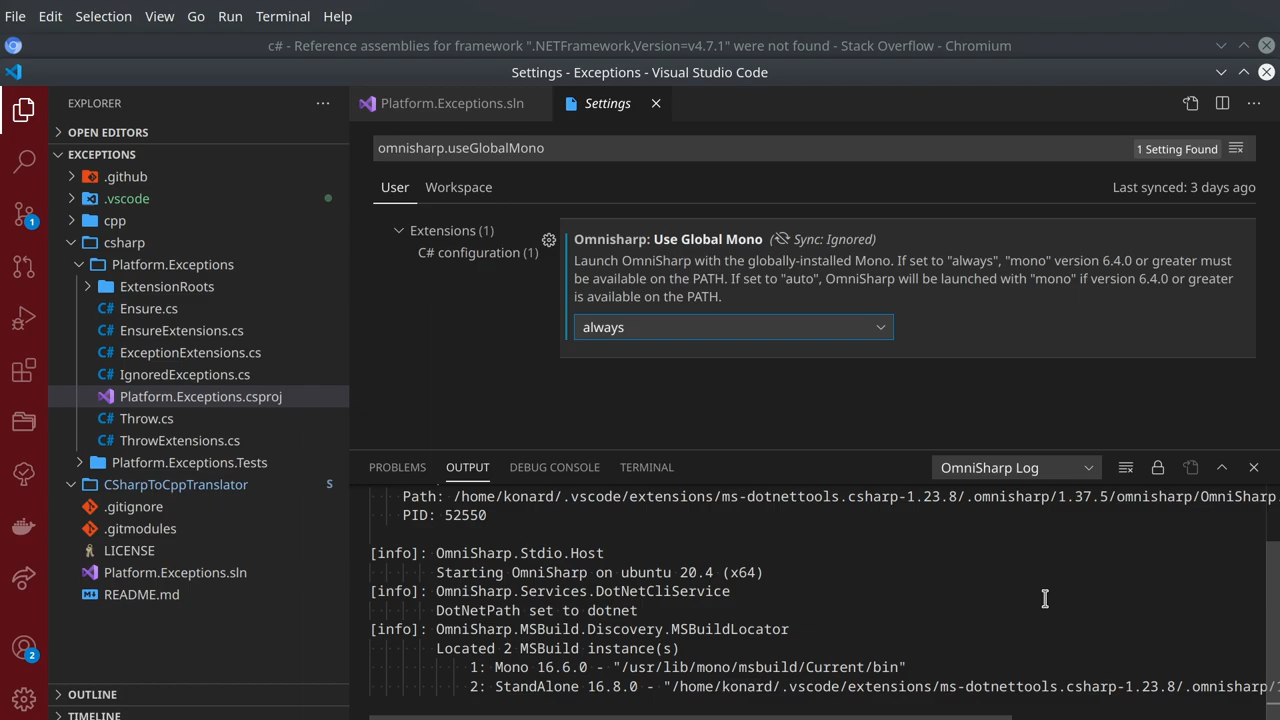 File Edit Selection View Go Run Terminal Help
c# - Reference assemblies for framework ".NETFramework,Version=v4.7.1" were not found - Stack Overflow - Chromium
Settings - Exceptions - Visual Studio Code
EXPLORER
Platform.Exceptions.sln
Settings
OPEN EDITORS
EXCEPTIONS
.github
.vscode
cpp
csharp
Platform.Exceptions
ExtensionRoots
C# Ensure.cs
C# EnsureExtensions.cs
C# ExceptionExtensions.cs
C# IgnoredExceptions.cs
Platform.Exceptions.csproj
C# Throw.cs
C# ThrowExtensions.cs
Platform.Exceptions.Tests
CSharpToCppTranslator S
.gitignore
.gitmodules
LICENSE
Platform.Exceptions.sln
README.md
OUTLINE
TIMELINE
1
2
omnisharp.useGlobalMono
1 Setting Found
User Workspace
Last synced: 3 days ago
Extensions (1)
C# configuration (1)
Omnisharp: Use Global Mono (Sync: Ignored)
Launch OmniSharp with the globally-installed Mono. If set to "always", "mono" version 6.4.0 or greater must
be available on the PATH. If set to "auto", OmniSharp will be launched with "mono" if version 6.4.0 or greater
is available on the PATH.
always
PROBLEMS OUTPUT DEBUG CONSOLE TERMINAL
OmniSharp Log
Path: /home/konard/.vscode/extensions/ms-dotnettools.csharp-1.23.8/.omnisharp/1.37.5/omnisharp/OmniSharp.
PID: 52550
[info]: OmniSharp.Stdio.Host
Starting OmniSharp on ubuntu 20.4 (x64)
[info]: OmniSharp.Services.DotNetCliService
DotNetPath set to dotnet
[info]: OmniSharp.MSBuild.Discovery.MSBuildLocator
Located 2 MSBuild instance(s)
1: Mono 16.6.0 - "/usr/lib/mono/msbuild/Current/bin"
2: StandAlone 16.8.0 - "/home/konard/.vscode/extensions/ms-dotnettools.csharp-1.23.8/.omnisharp/1